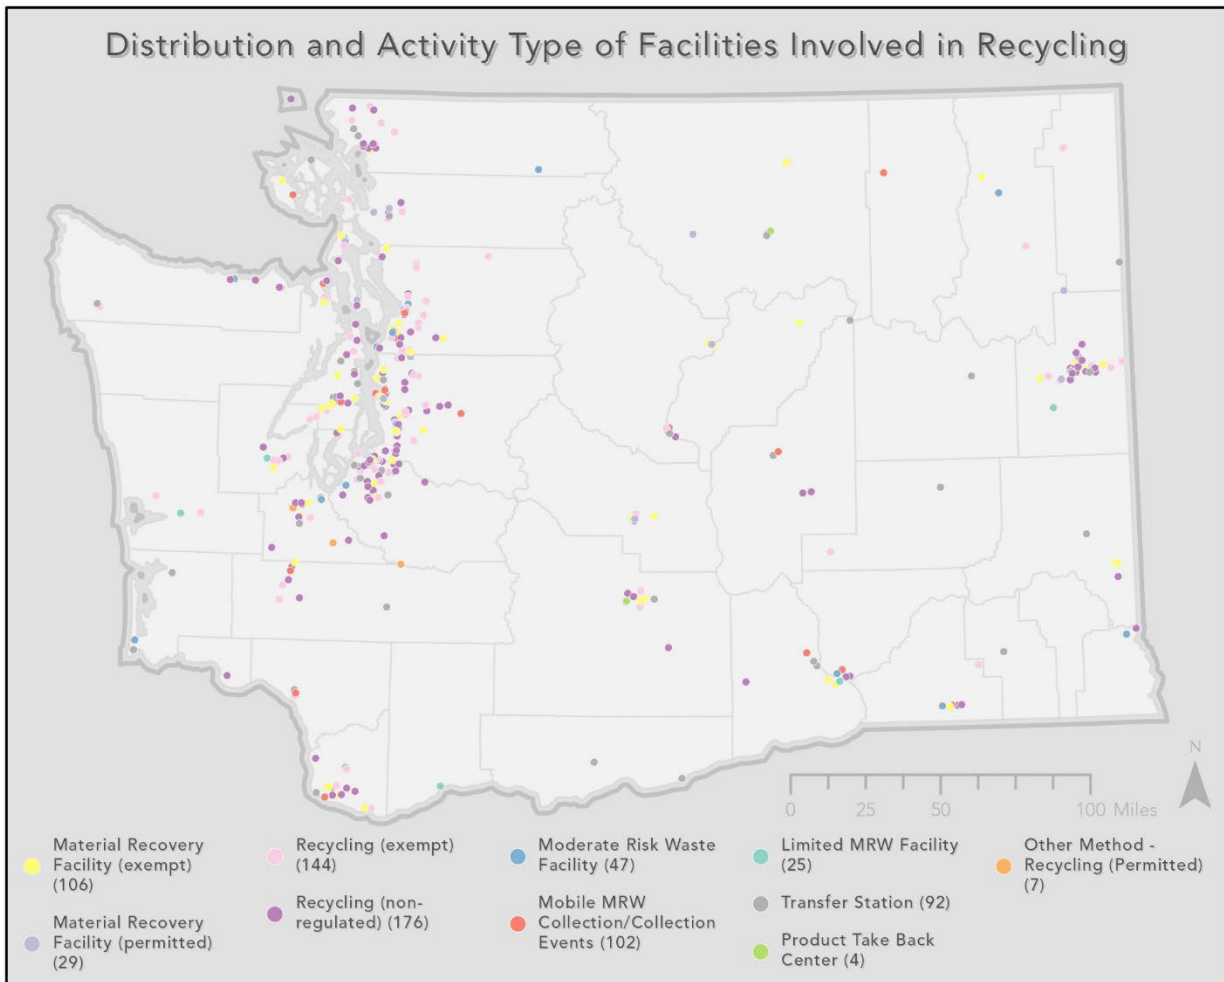 Distribution and Activity Type of Facilities Involved in Recycling
N
0 25 50 100 Miles
Material Recovery
Facility (exempt)
(106)
Material Recovery
Facility (permitted)
(29)
Recycling (exempt)
(144)
Recycling (non-
regulated) (176)
Moderate Risk Waste
Facility (47)
Mobile MRW
Collection/Collection
Events (102)
Limited MRW Facility
(25)
Transfer Station (92)
Product Take Back
Center (4)
Other Method -
Recycling (Permitted)
(7)